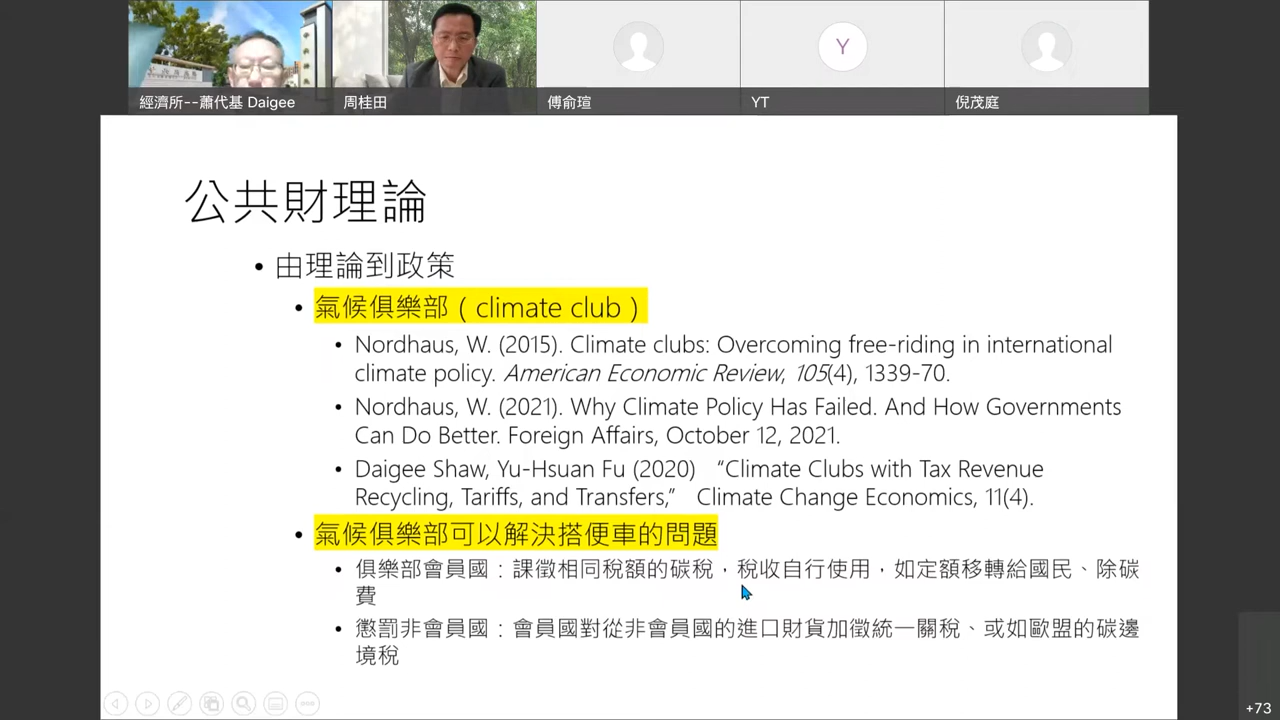 經濟所--蕭代基 Daigee
周桂田
傅俞瑄
Y
YT
倪茂庭
公共財理論
• 由理論到政策
• 氣候俱樂部（climate club）
• Nordhaus, W. (2015). Climate clubs: Overcoming free-riding in international
climate policy. American Economic Review, 105(4), 1339-70.
• Nordhaus, W. (2021). Why Climate Policy Has Failed. And How Governments
Can Do Better. Foreign Affairs, October 12, 2021.
• Daigee Shaw, Yu-Hsuan Fu (2020) “Climate Clubs with Tax Revenue
Recycling, Tariffs, and Transfers,” Climate Change Economics, 11(4).
• 氣候俱樂部可以解決搭便車的問題
• 俱樂部會員國：課徵相同稅額的碳稅，稅收自行使用，如定額移轉給國民、除碳
費
• 懲罰非會員國：會員國對從非會員國的進口財貨加徵統一關稅、或如歐盟的碳邊
境稅
+73